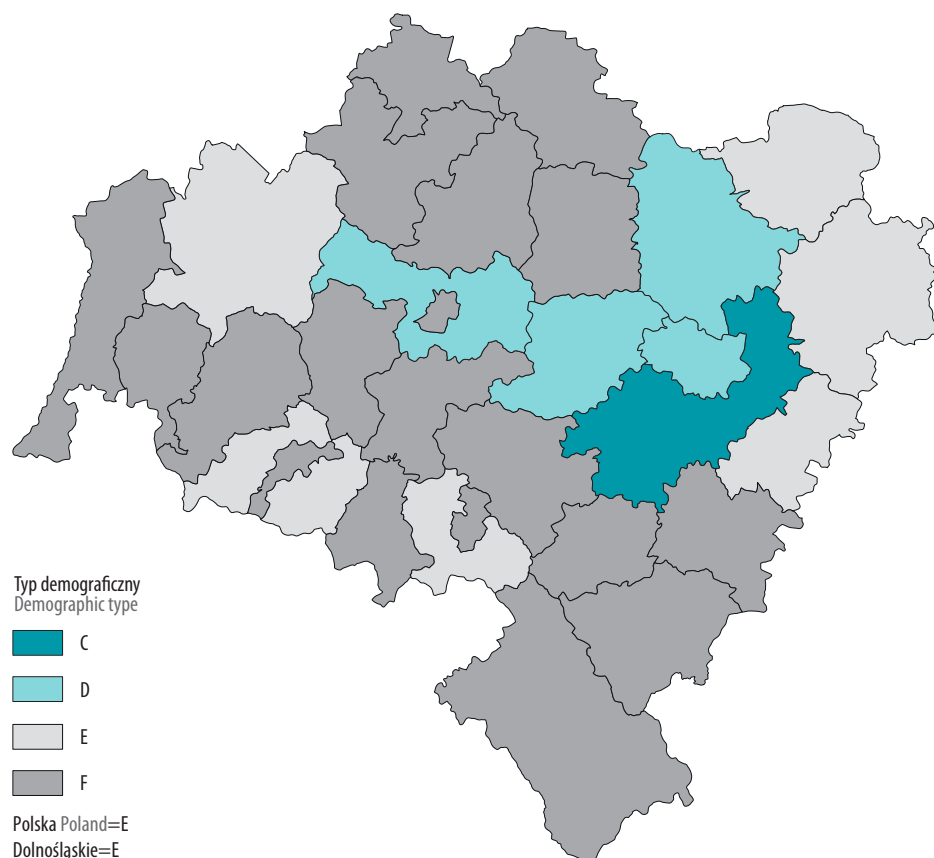 Typ demograficzny
Demographic type
C
D
E
F
Polska Poland=E
Dolnośląskie=E